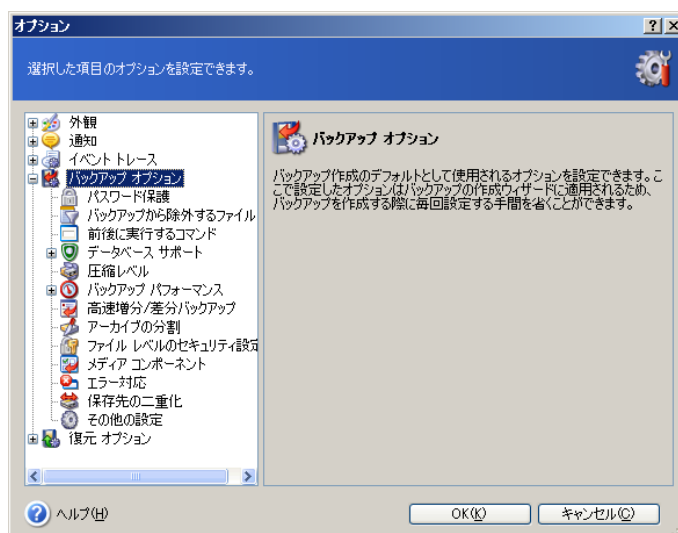 オプション
選択した項目のオプションを設定できます。
外観
通知
イベント トレース
バックアップ オプション
パスワード保護
バックアップから除外するファイル
前後に実行するコマンド
データベース サポート
圧縮レベル
バックアップ パフォーマンス
高速増分/差分バックアップ
アーカイブの分割
ファイル レベルのセキュリティ設定
メディア コンポーネント
エラー対応
保存先の二重化
その他の設定
復元 オプション
バックアップ オプション
バックアップ作成のデフォルトとして使用されるオプションを設定できます。こ
こで設定したオプションはバックアップの作成ウィザードに適用されるため、
バックアップを作成する際に毎回設定する手間を省くことができます。
ヘルプ(H)
OK(K)
キャンセル(C)